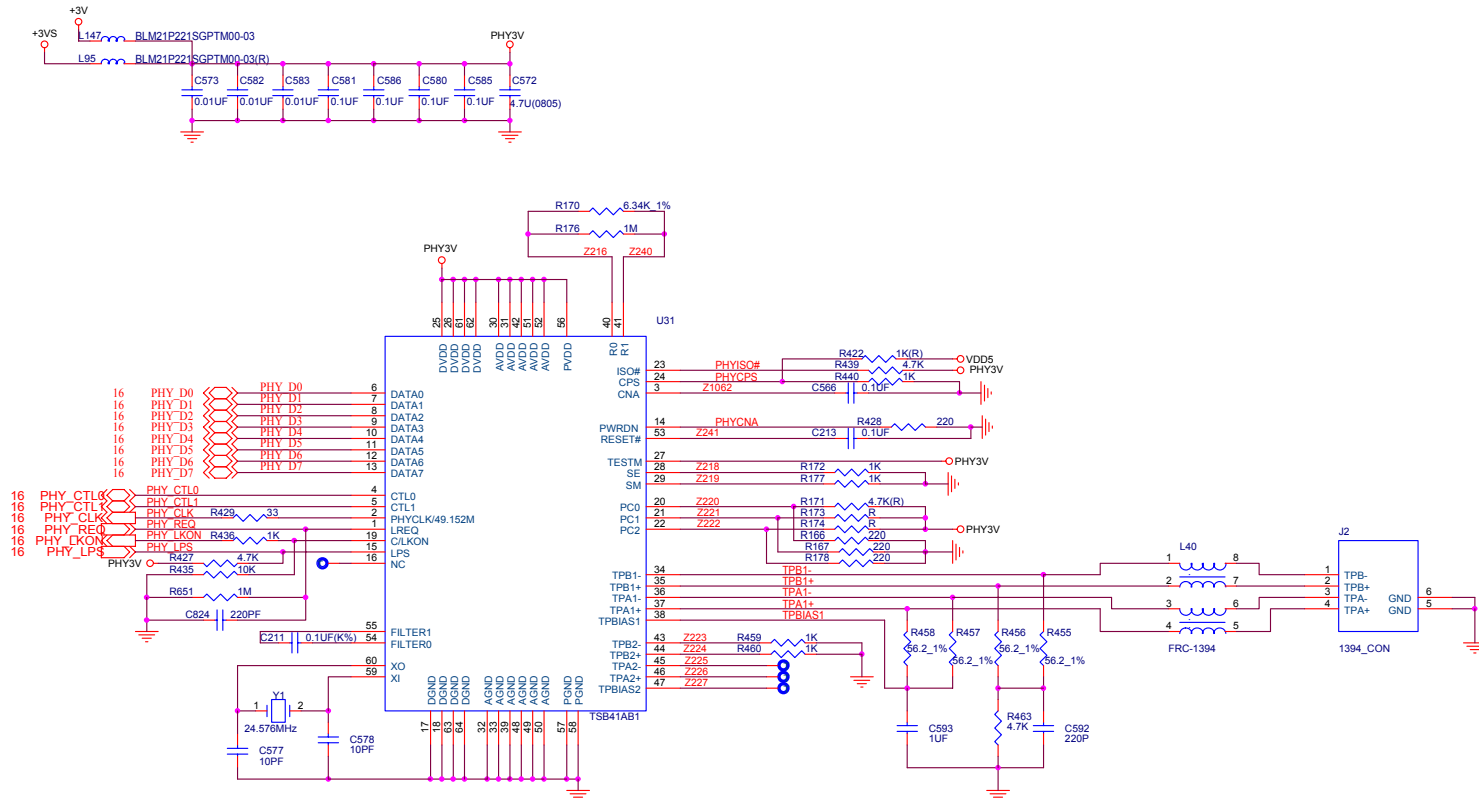 +3V
+3VS
L147 BLM21P221SGPTM00-03
PHY3V
L95 BLM21P221SGPTM00-03(R)
C573 C582 C583 C581 C586 C580 C585 C572
0.01UF 0.01UF 0.01UF 0.1UF 0.1UF 0.1UF 0.1UF 4.7U(0805)
R170 6.34K_1%
R176 1M
Z216 Z240
PHY3V
25 26 61 62 30 31 42 51 52 56 40 41
U31
DVDD DVDD DVDD DVDD AVDD AVDD AVDD AVDD AVDD PVDD R0 R1
R422 1K(R) VDD5
ISO# 23 PHYISO# R439 4.7K PHY3V
CPS 24 PHYCPS R440 1K
CNA 3 Z1062 C566 0.1UF
PWRDN 14 PHYCNA R428 220
RESET# 53 Z241 C213 0.1UF
TESTM 27 PHY3V
SE 28 Z218 R172 1K
SM 29 Z219 R177 1K
PC0 20 Z220 R171 4.7K(R)
PC1 21 Z221 R173 R
PC2 22 Z222 R174 R PHY3V
R166 220
R167 220
R178 220
16 PHY_D0 PHY_D0 6 DATA0
16 PHY_D1 PHY_D1 7 DATA1
16 PHY_D2 PHY_D2 8 DATA2
16 PHY_D3 PHY_D3 9 DATA3
16 PHY_D4 PHY_D4 10 DATA4
16 PHY_D5 PHY_D5 11 DATA5
16 PHY_D6 PHY_D6 12 DATA6
16 PHY_D7 PHY_D7 13 DATA7
16 PHY_CTL0 PHY_CTL0 4 CTL0
16 PHY_CTL1 PHY_CTL1 5 CTL1
16 PHY_CLK PHY_CLK R429 33 2 PHYCLK/49.152M
16 PHY_REQ PHY_REQ 1 LREQ
16 PHY_LKON PHY_LKON R436 1K 19 C/LKON
16 PHY_LPS PHY_LPS 15 LPS
PHY3V R427 4.7K 16 NC
R435 10K
R651 1M
C824 220PF
C211 0.1UF(K%) 55 FILTER1
54 FILTER0
60 XO
59 XI
Y1
1 2
24.576MHz
C577
10PF
C578
10PF
TPB1- 34 TPB1-
TPB1+ 35 TPB1+
TPA1- 36 TPA1-
TPA1+ 37 TPA1+
TPBIAS1 38 TPBIAS1
TPB2- 43 Z223 R459 1K
TPB2+ 44 Z224 R460 1K
TPA2- 45 Z225
TPA2+ 46 Z226
TPBIAS2 47 Z227
DGND DGND DGND DGND AGND AGND AGND AGND AGND AGND PGND PGND
17 18 63 64 32 33 39 48 49 50 57 58
TSB41AB1
R458 R457 R456 R455
56.2_1% 56.2_1% 56.2_1% 56.2_1%
C593
1UF
R463
4.7K
C592
220P
L40
1 8
2 7
3 6
4 5
FRC-1394
J2
1 TPB-
2 TPB+
3 TPA-
4 TPA+
GND 6
GND 5
1394_CON